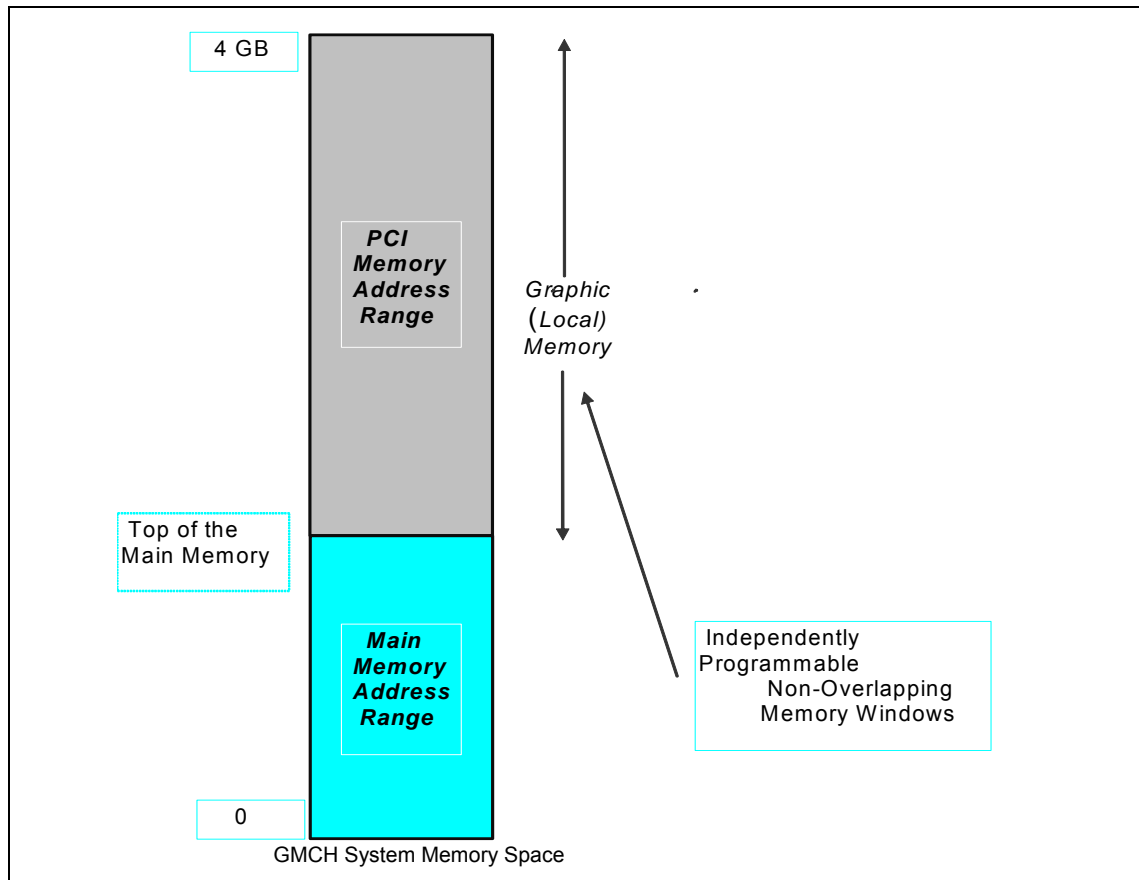 4 GB
PCI
Memory
Address
Range
Graphic
(Local)
Memory
Top of the
Main Memory
Main
Memory
Address
Range
Independently
Programmable
Non-Overlapping
Memory Windows
0
GMCH System Memory Space